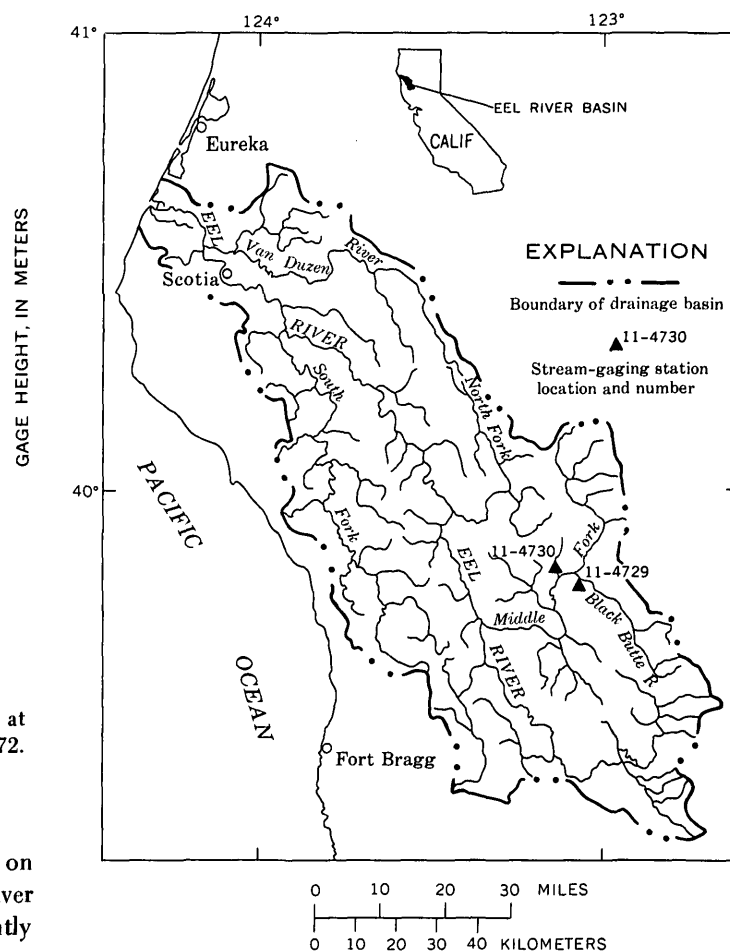 124°
123°
41°
EEL RIVER BASIN
CALIF
Eureka
GAGE HEIGHT, IN METERS
EEL
Van Duzen
River
EXPLANATION
Boundary of drainage basin
11-4730
Stream-gaging station
location and number
Scotia
RIVER
South
North Fork
40°
PACIFIC
Fork
EEL
11-4730
Fork
11-4729
Black Butte R
Middle
RIVER
OCEAN
at
72.
Fort Bragg
on
ver
ntly
0 10 20 30 MILES
0 10 20 30 40 KILOMETERS